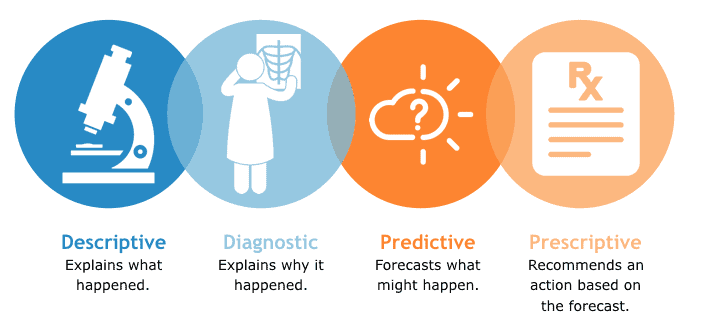 ?
Rx
Descriptive
Explains what
happened.
Diagnostic
Explains why it
happened.
Predictive
Forecasts what
might happen.
Prescriptive
Recommends an
action based on
the forecast.